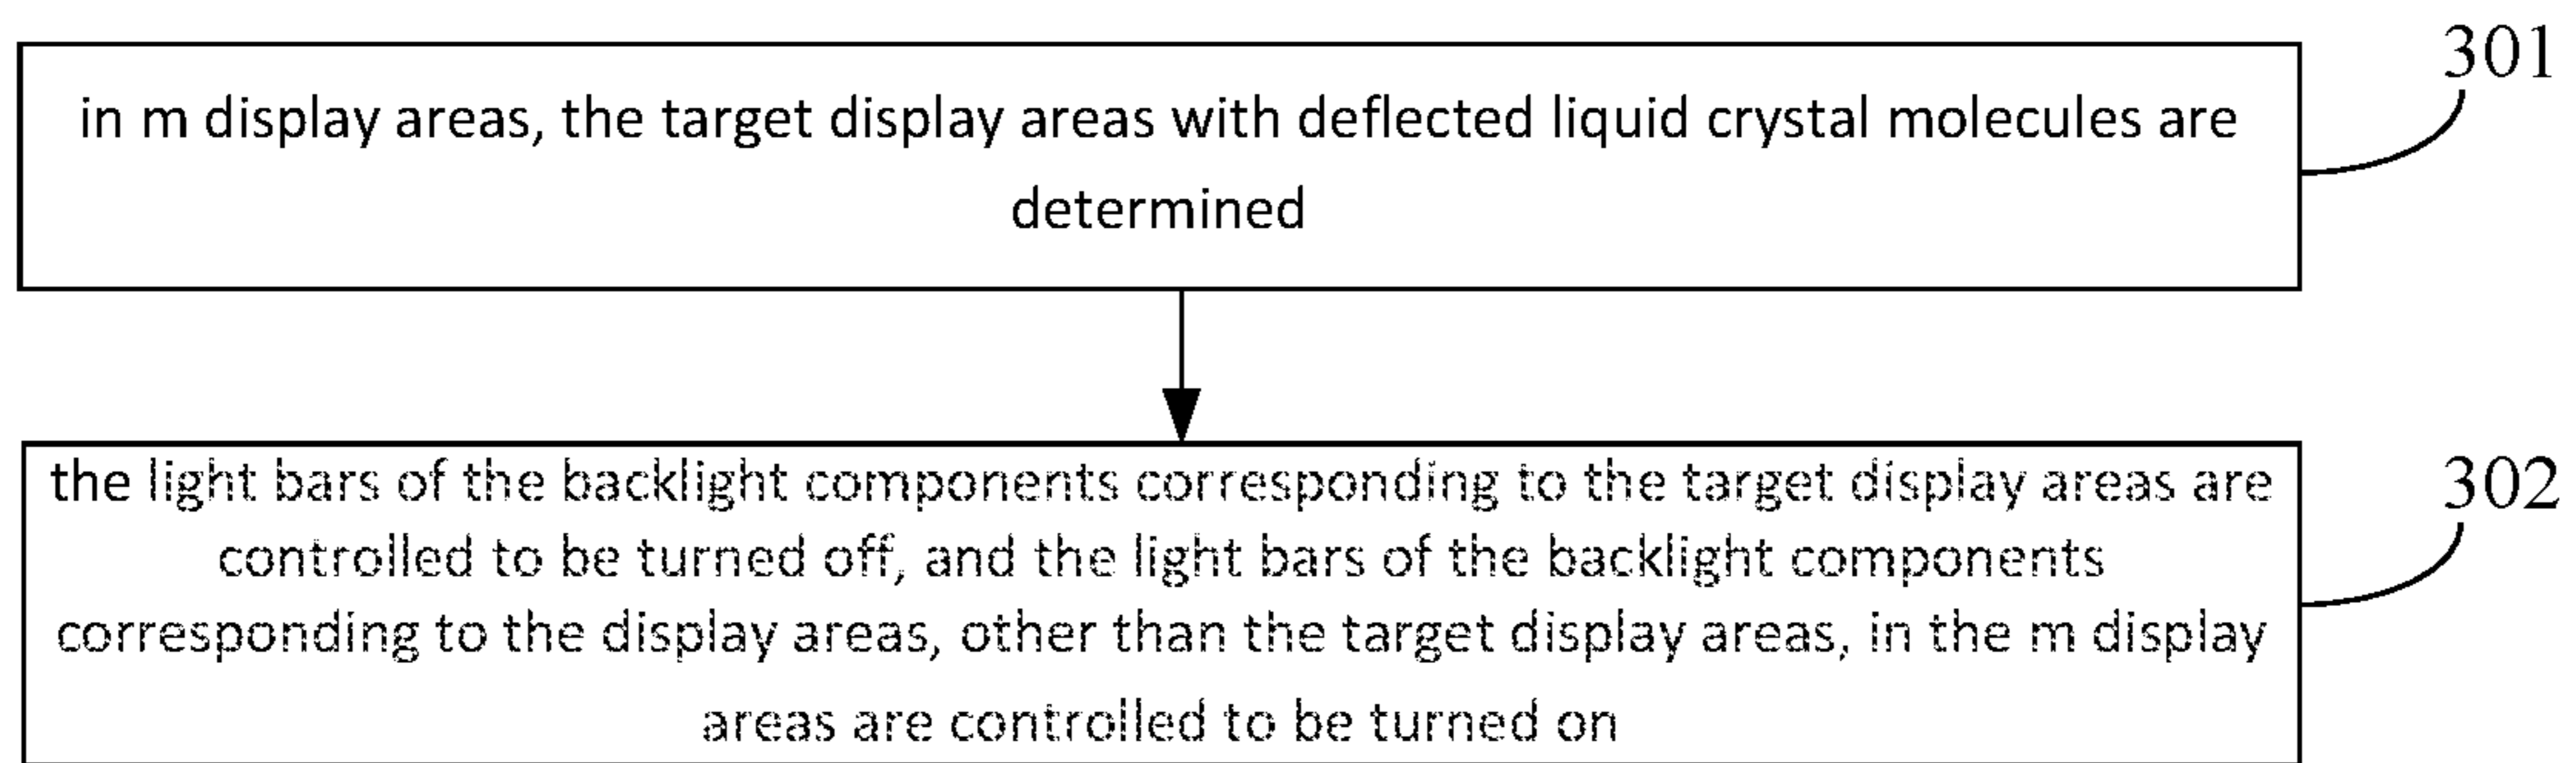 301
in m display areas, the target display areas with deflected liquid crystal molecules are
determined
302
the light bars of the backlight components corresponding to the target display areas are
controlled to be turned off, and the light bars of the backlight components
corresponding to the display areas, other than the target display areas, in the m display
areas are controlled to be turned on